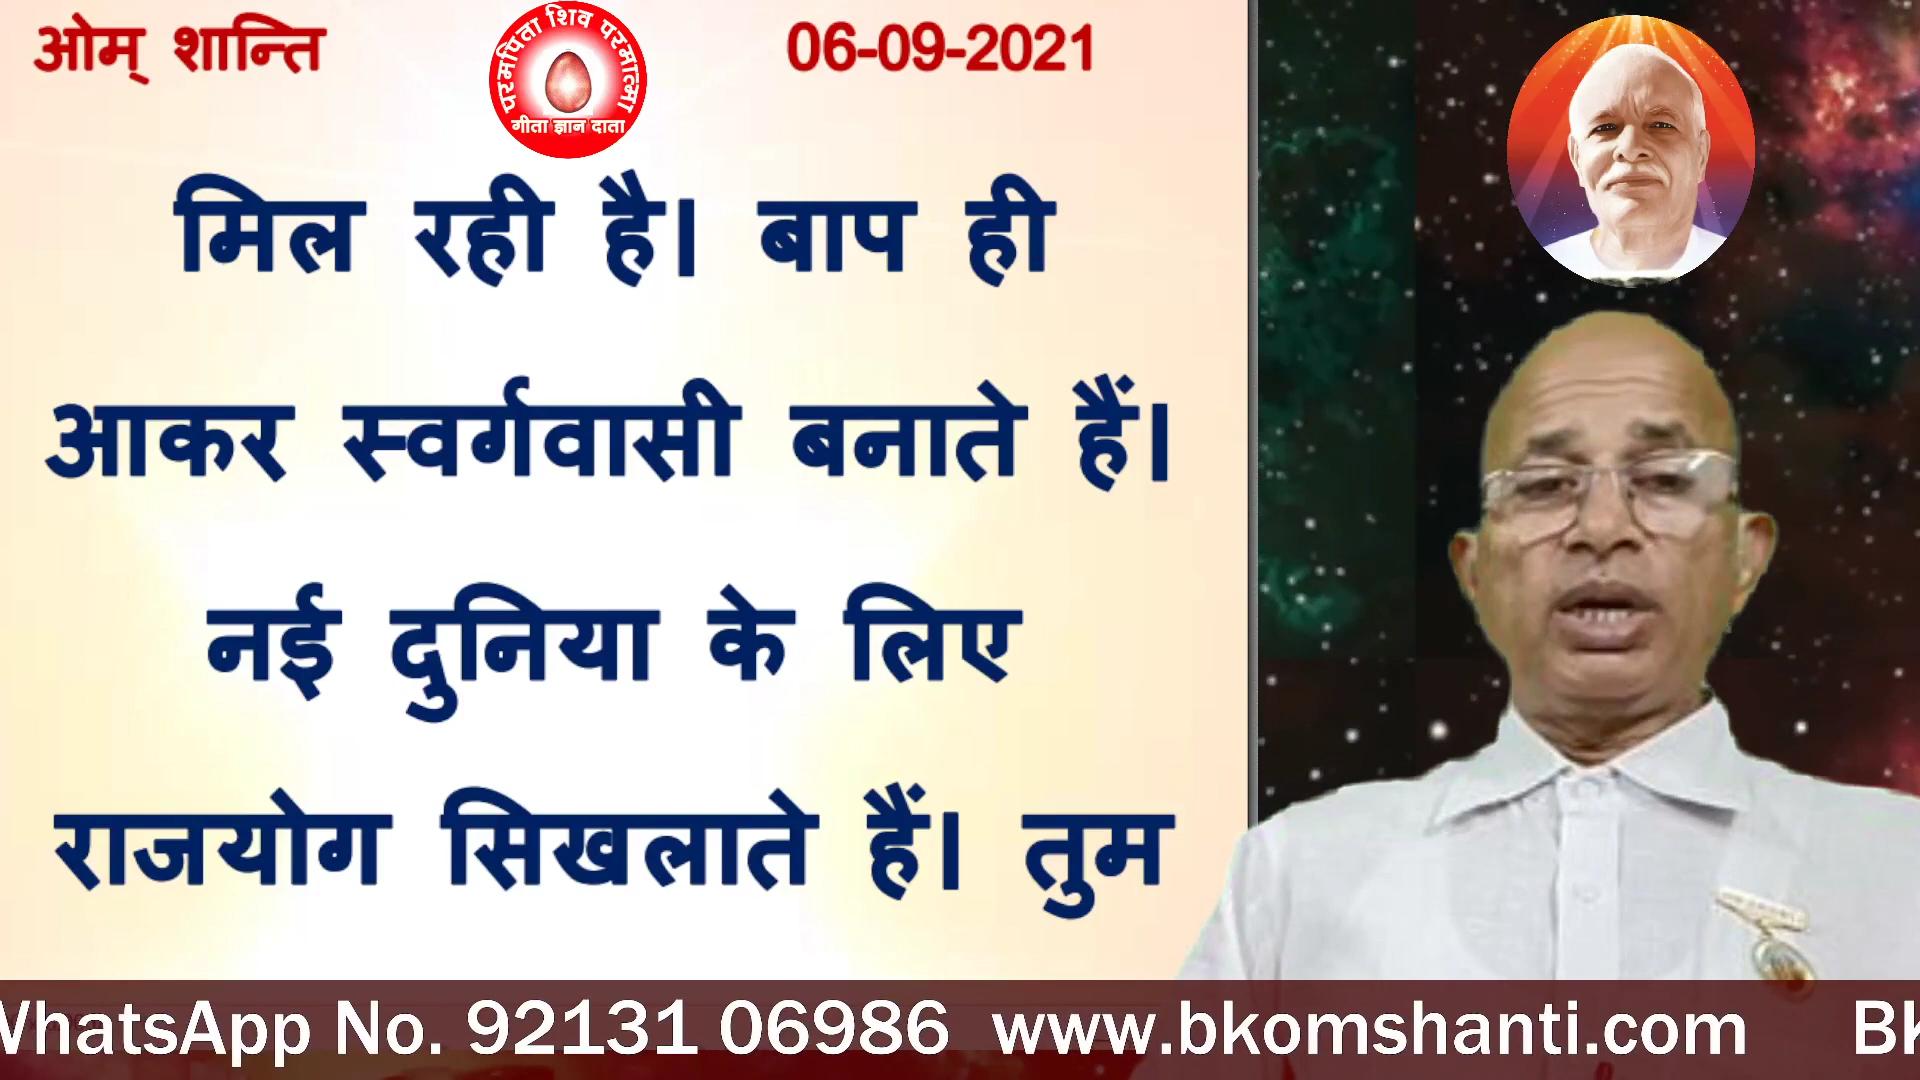 ओम् शान्ति
परमपिता शिव परमात्मा
गीता ज्ञान दाता
06-09-2021
मिल रही है। बाप ही
आकर स्वर्गवासी बनाते हैं।
नई दुनिया के लिए
राजयोग सिखलाते हैं। तुम
WhatsApp No. 92131 06986 www.bkomshanti.com BK